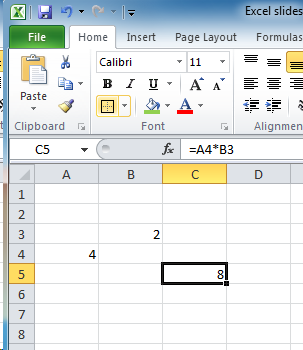 Excel slides
File Home Insert Page Layout Formulas
Calibri 11 A A
Paste B I U A
Clipboard Font Alignment
C5 fx =A4*B3
A B C D
1
2
3 2
4 4
5 8
6
7
8